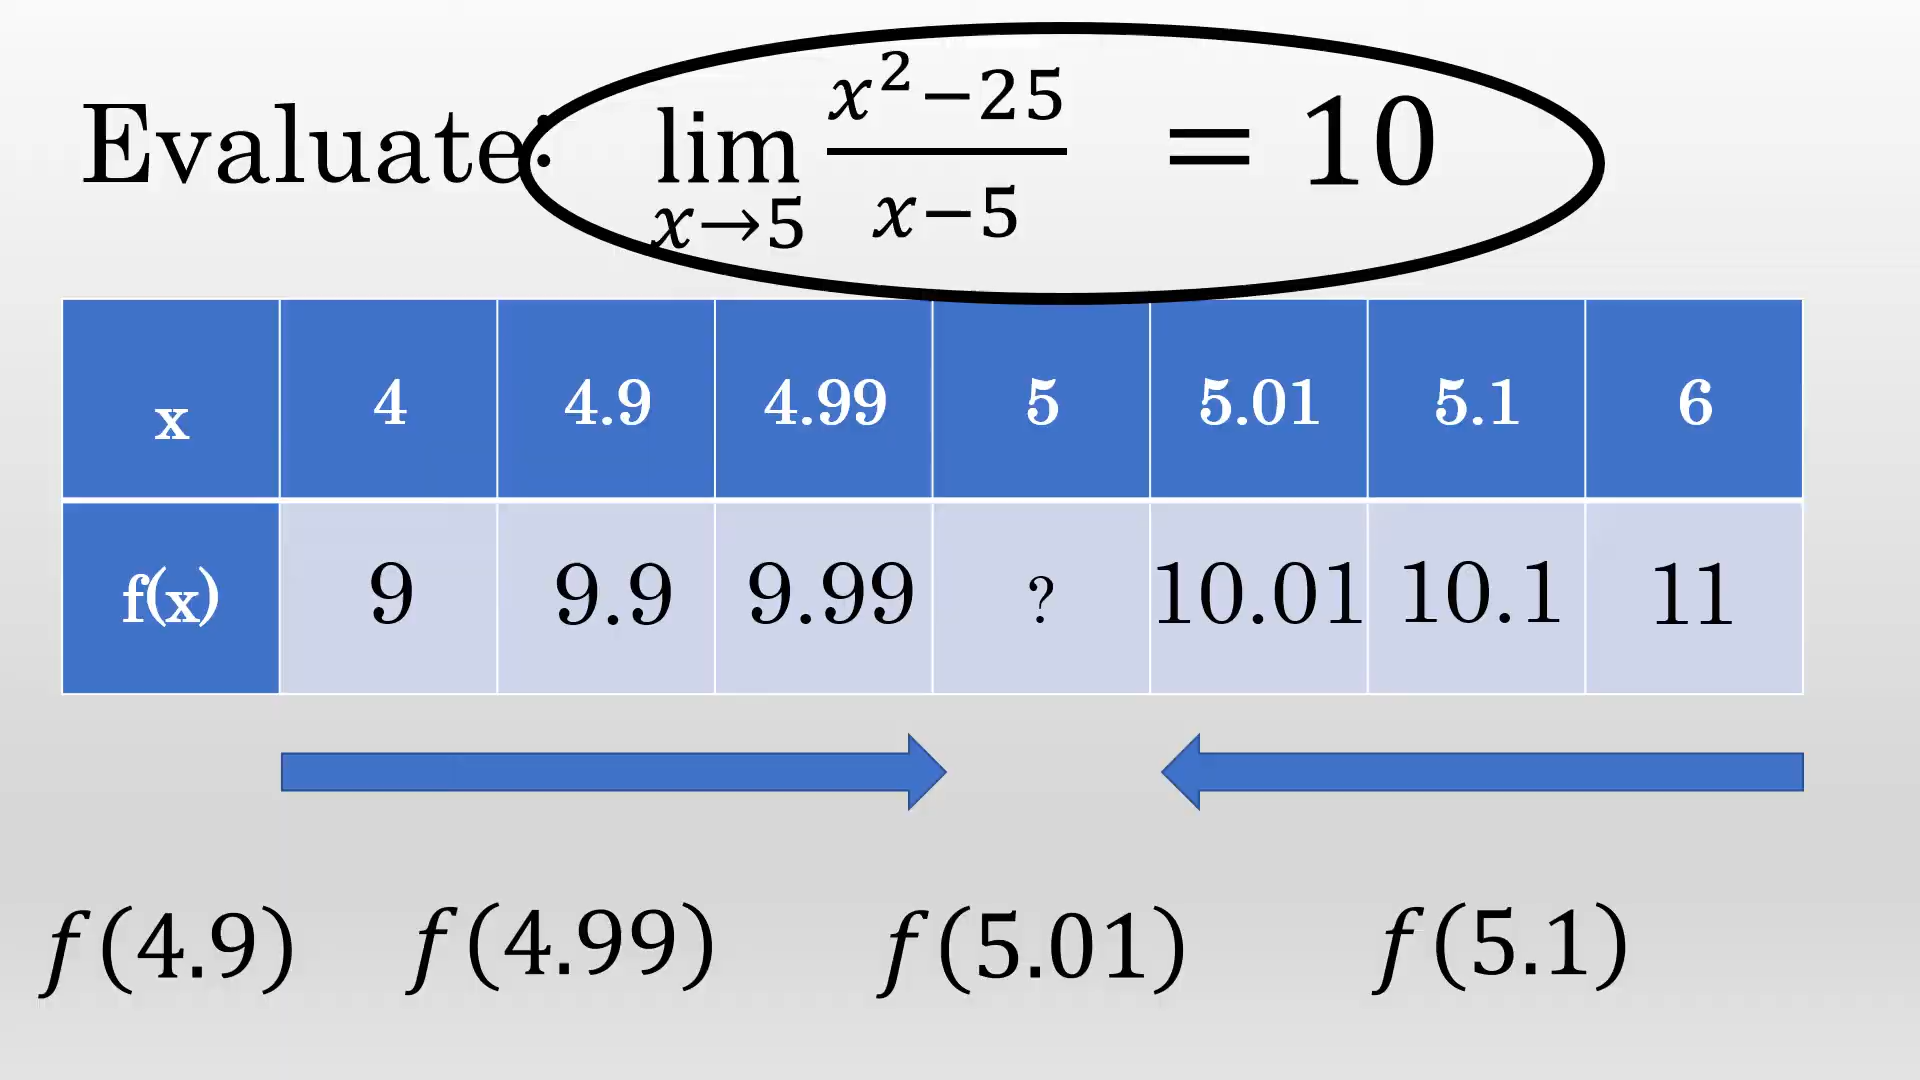 Evaluate: lim x→5 x²−25 / x−5 = 10
x 4 4.9 4.99 5 5.01 5.1 6
f(x) 9 9.9 9.99 ? 10.01 10.1 11
f(4.9) f(4.99) f(5.01) f(5.1)